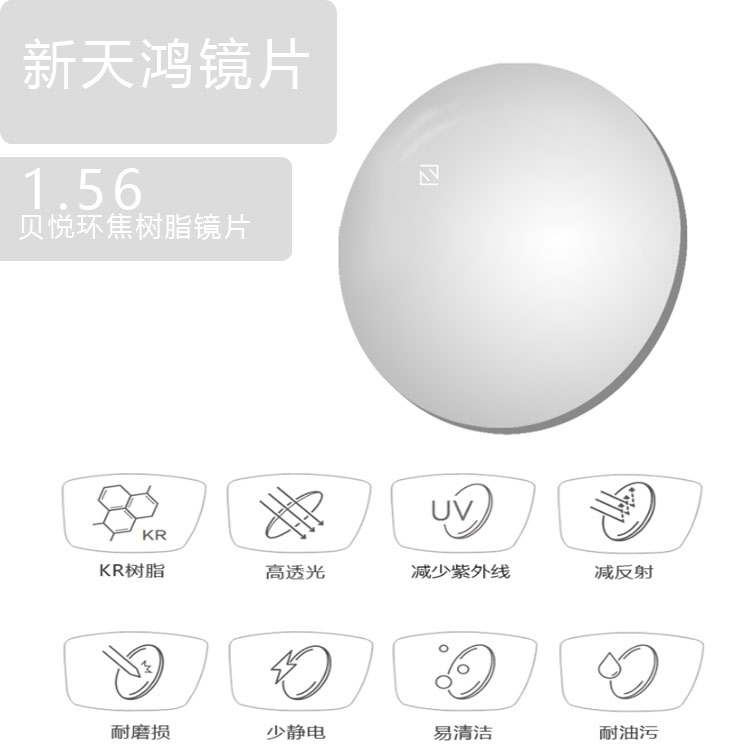 新天鸿镜片
1.56
贝悦环焦树脂镜片
KR
UV
KR树脂
高透光
减少紫外线
减反射
耐磨损
少静电
易清洁
耐油污